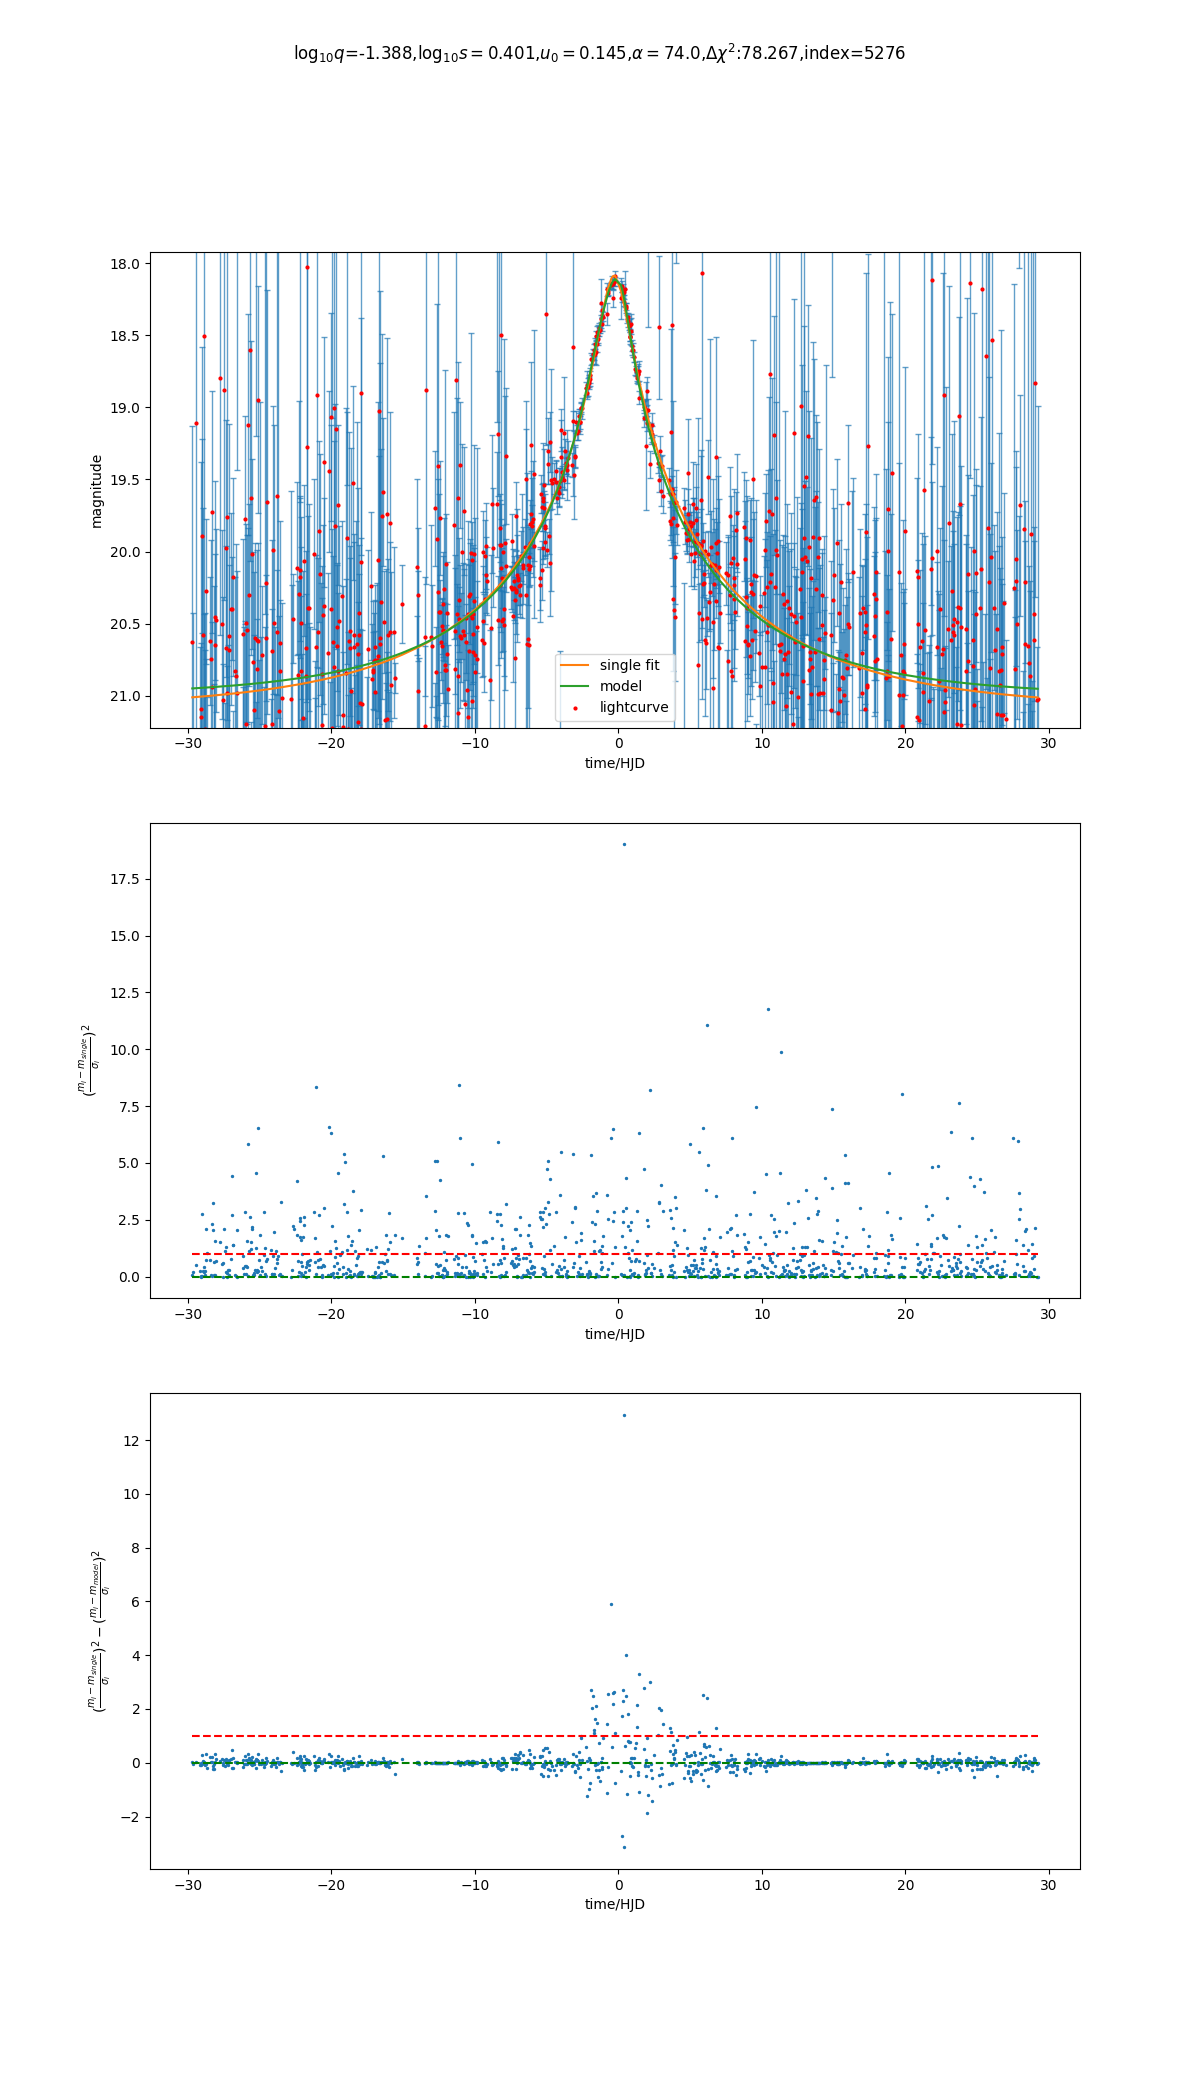 log₁₀q=-1.388,log₁₀s = 0.401,u₀ = 0.145,α = 74.0,Δχ²:78.267,index=5276
18.0
18.5
19.0
19.5
20.0
20.5
21.0
magnitude
single fit
model
lightcurve
−30 −20 −10 0 10 20 30
time/HJD
17.5
15.0
12.5
10.0
7.5
5.0
2.5
0.0
(mᵢ − m_single / σᵢ)²
−30 −20 −10 0 10 20 30
time/HJD
12
10
8
6
4
2
0
−2
(mᵢ − m_single / σᵢ)² − (mᵢ − m_model / σᵢ)²
−30 −20 −10 0 10 20 30
time/HJD